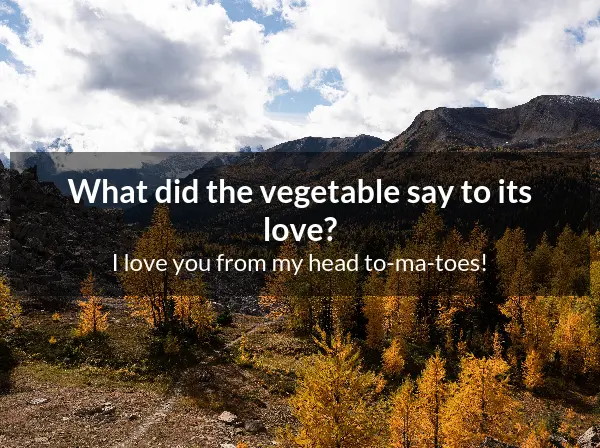 What did the vegetable say to its
love?
I love you from my head to-ma-toes!